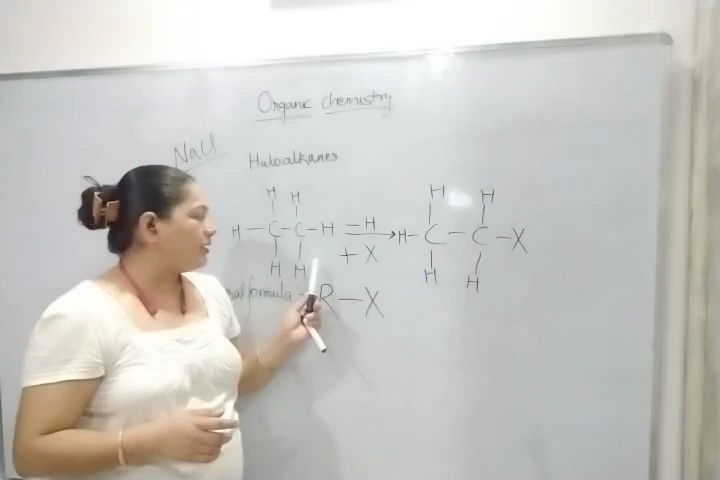 Organic chemistry
NaCl
Haloalkanes
H H H H
H-C-C-H -H → H-C-C-X
+X
H H H H
formula: R-X